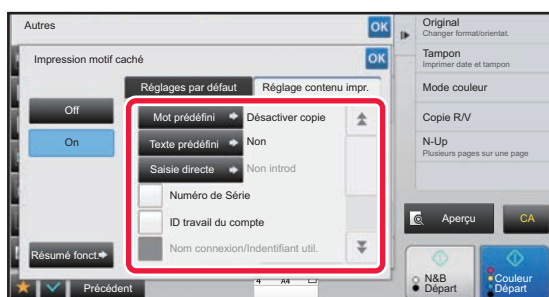 Autres
OK
Impression motif caché
OK
Réglages par défaut
Réglage contenu impr.
Off
On
Mot prédéfini
Désactiver copie
Texte prédéfini
Non
Saisie directe
Non introd
Numéro de Série
ID travail du compte
Nom connexion/Indentifiant util.
Résumé fonct.
Précédent
A4
Original
Changer format/orientat.
Tampon
Imprimer date et tampon
Mode couleur
Copie R/V
N-Up
Plusieurs pages sur une page
Aperçu
CA
N&B
Départ
Couleur
Départ